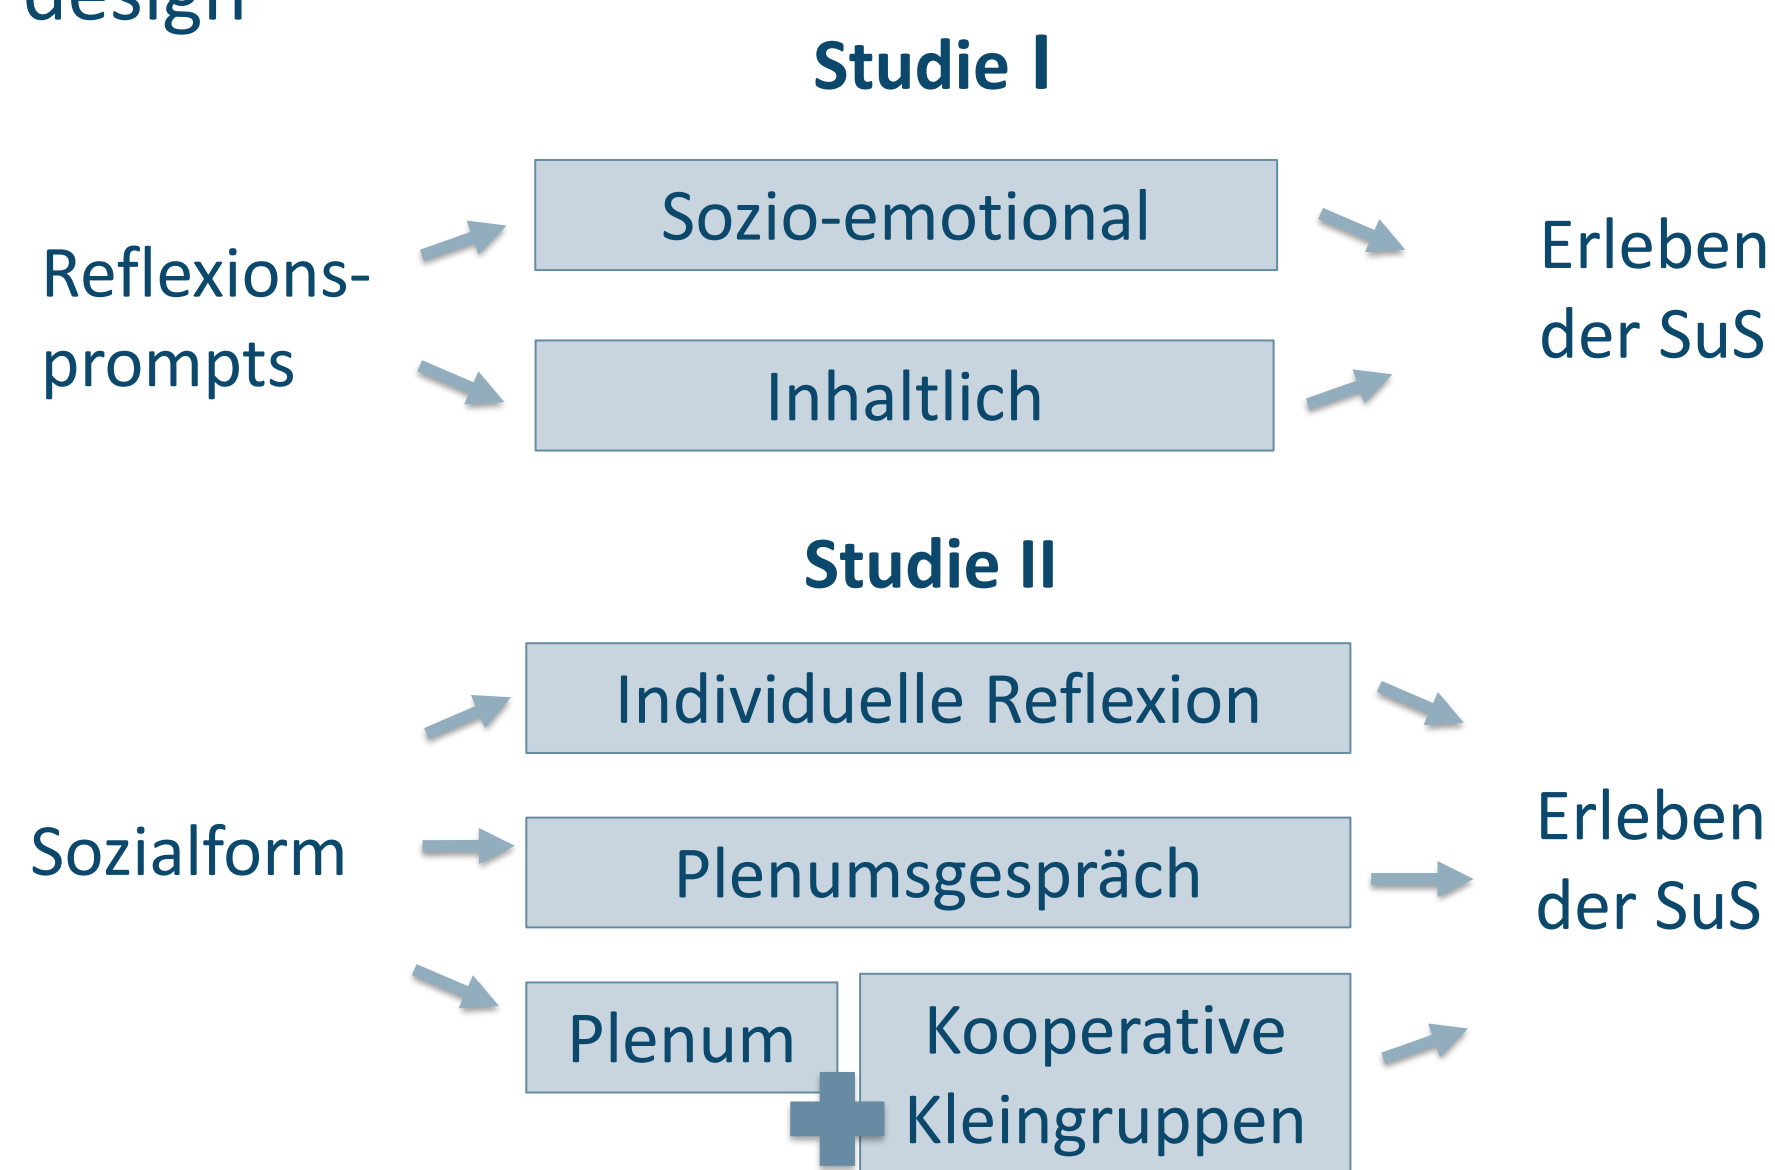 design
Studie I
Sozio-emotional
Reflexions-
prompts
Erleben
der SuS
Inhaltlich
Studie II
Individuelle Reflexion
Sozialform
Plenumsgespräch
Erleben
der SuS
Plenum
Kooperative
Kleingruppen